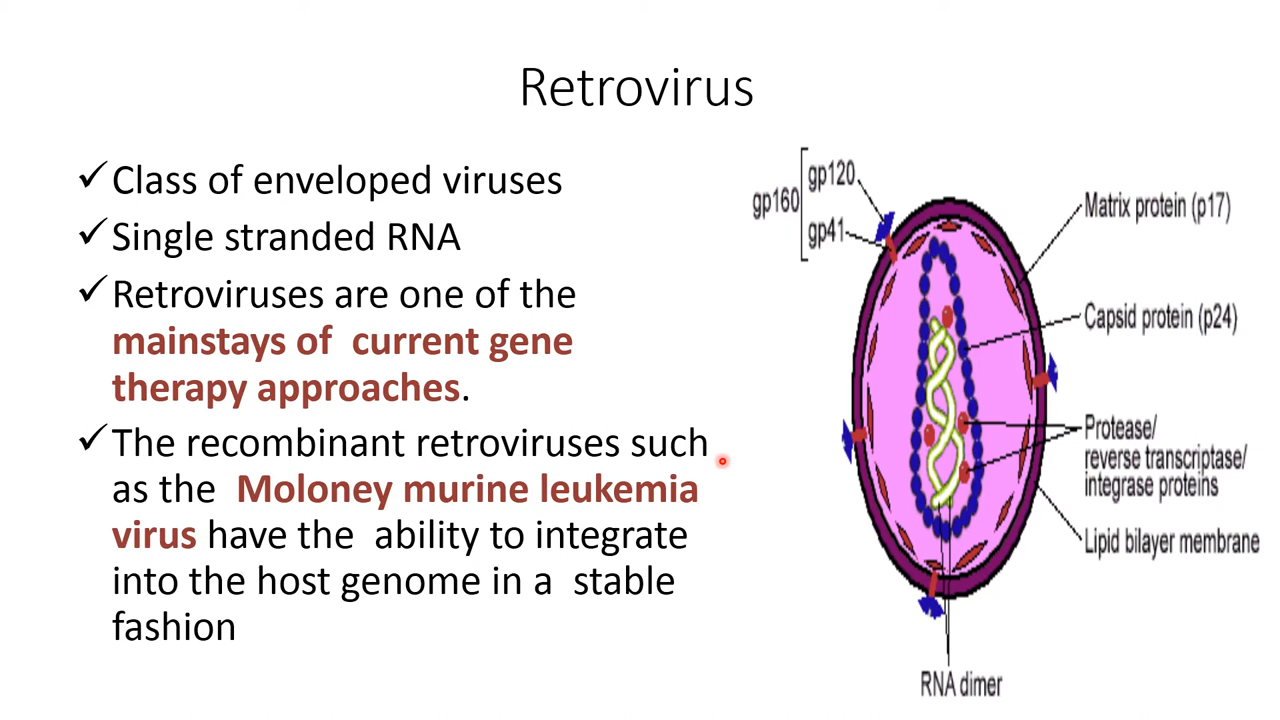 Retrovirus
✓Class of enveloped viruses
✓Single stranded RNA
✓Retroviruses are one of the
mainstays of current gene
therapy approaches.
✓The recombinant retroviruses such
as the Moloney murine leukemia
virus have the ability to integrate
into the host genome in a stable
fashion
gp160
gp120
gp41
Matrix protein (p17)
Capsid protein (p24)
Protease/
reverse transcriptase/
integrase proteins
Lipid bilayer membrane
RNA dimer